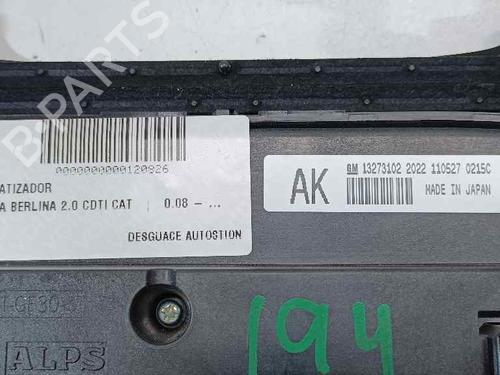 0000000000120826
ATIZADOR
A BERLINA 2.0 CDTI CAT | 0.08 - ...
DESGUACE AUTOSTION
AK
GM 13273102 2022 110527 0215C
MADE IN JAPAN
B-PARTS
194
ALPS